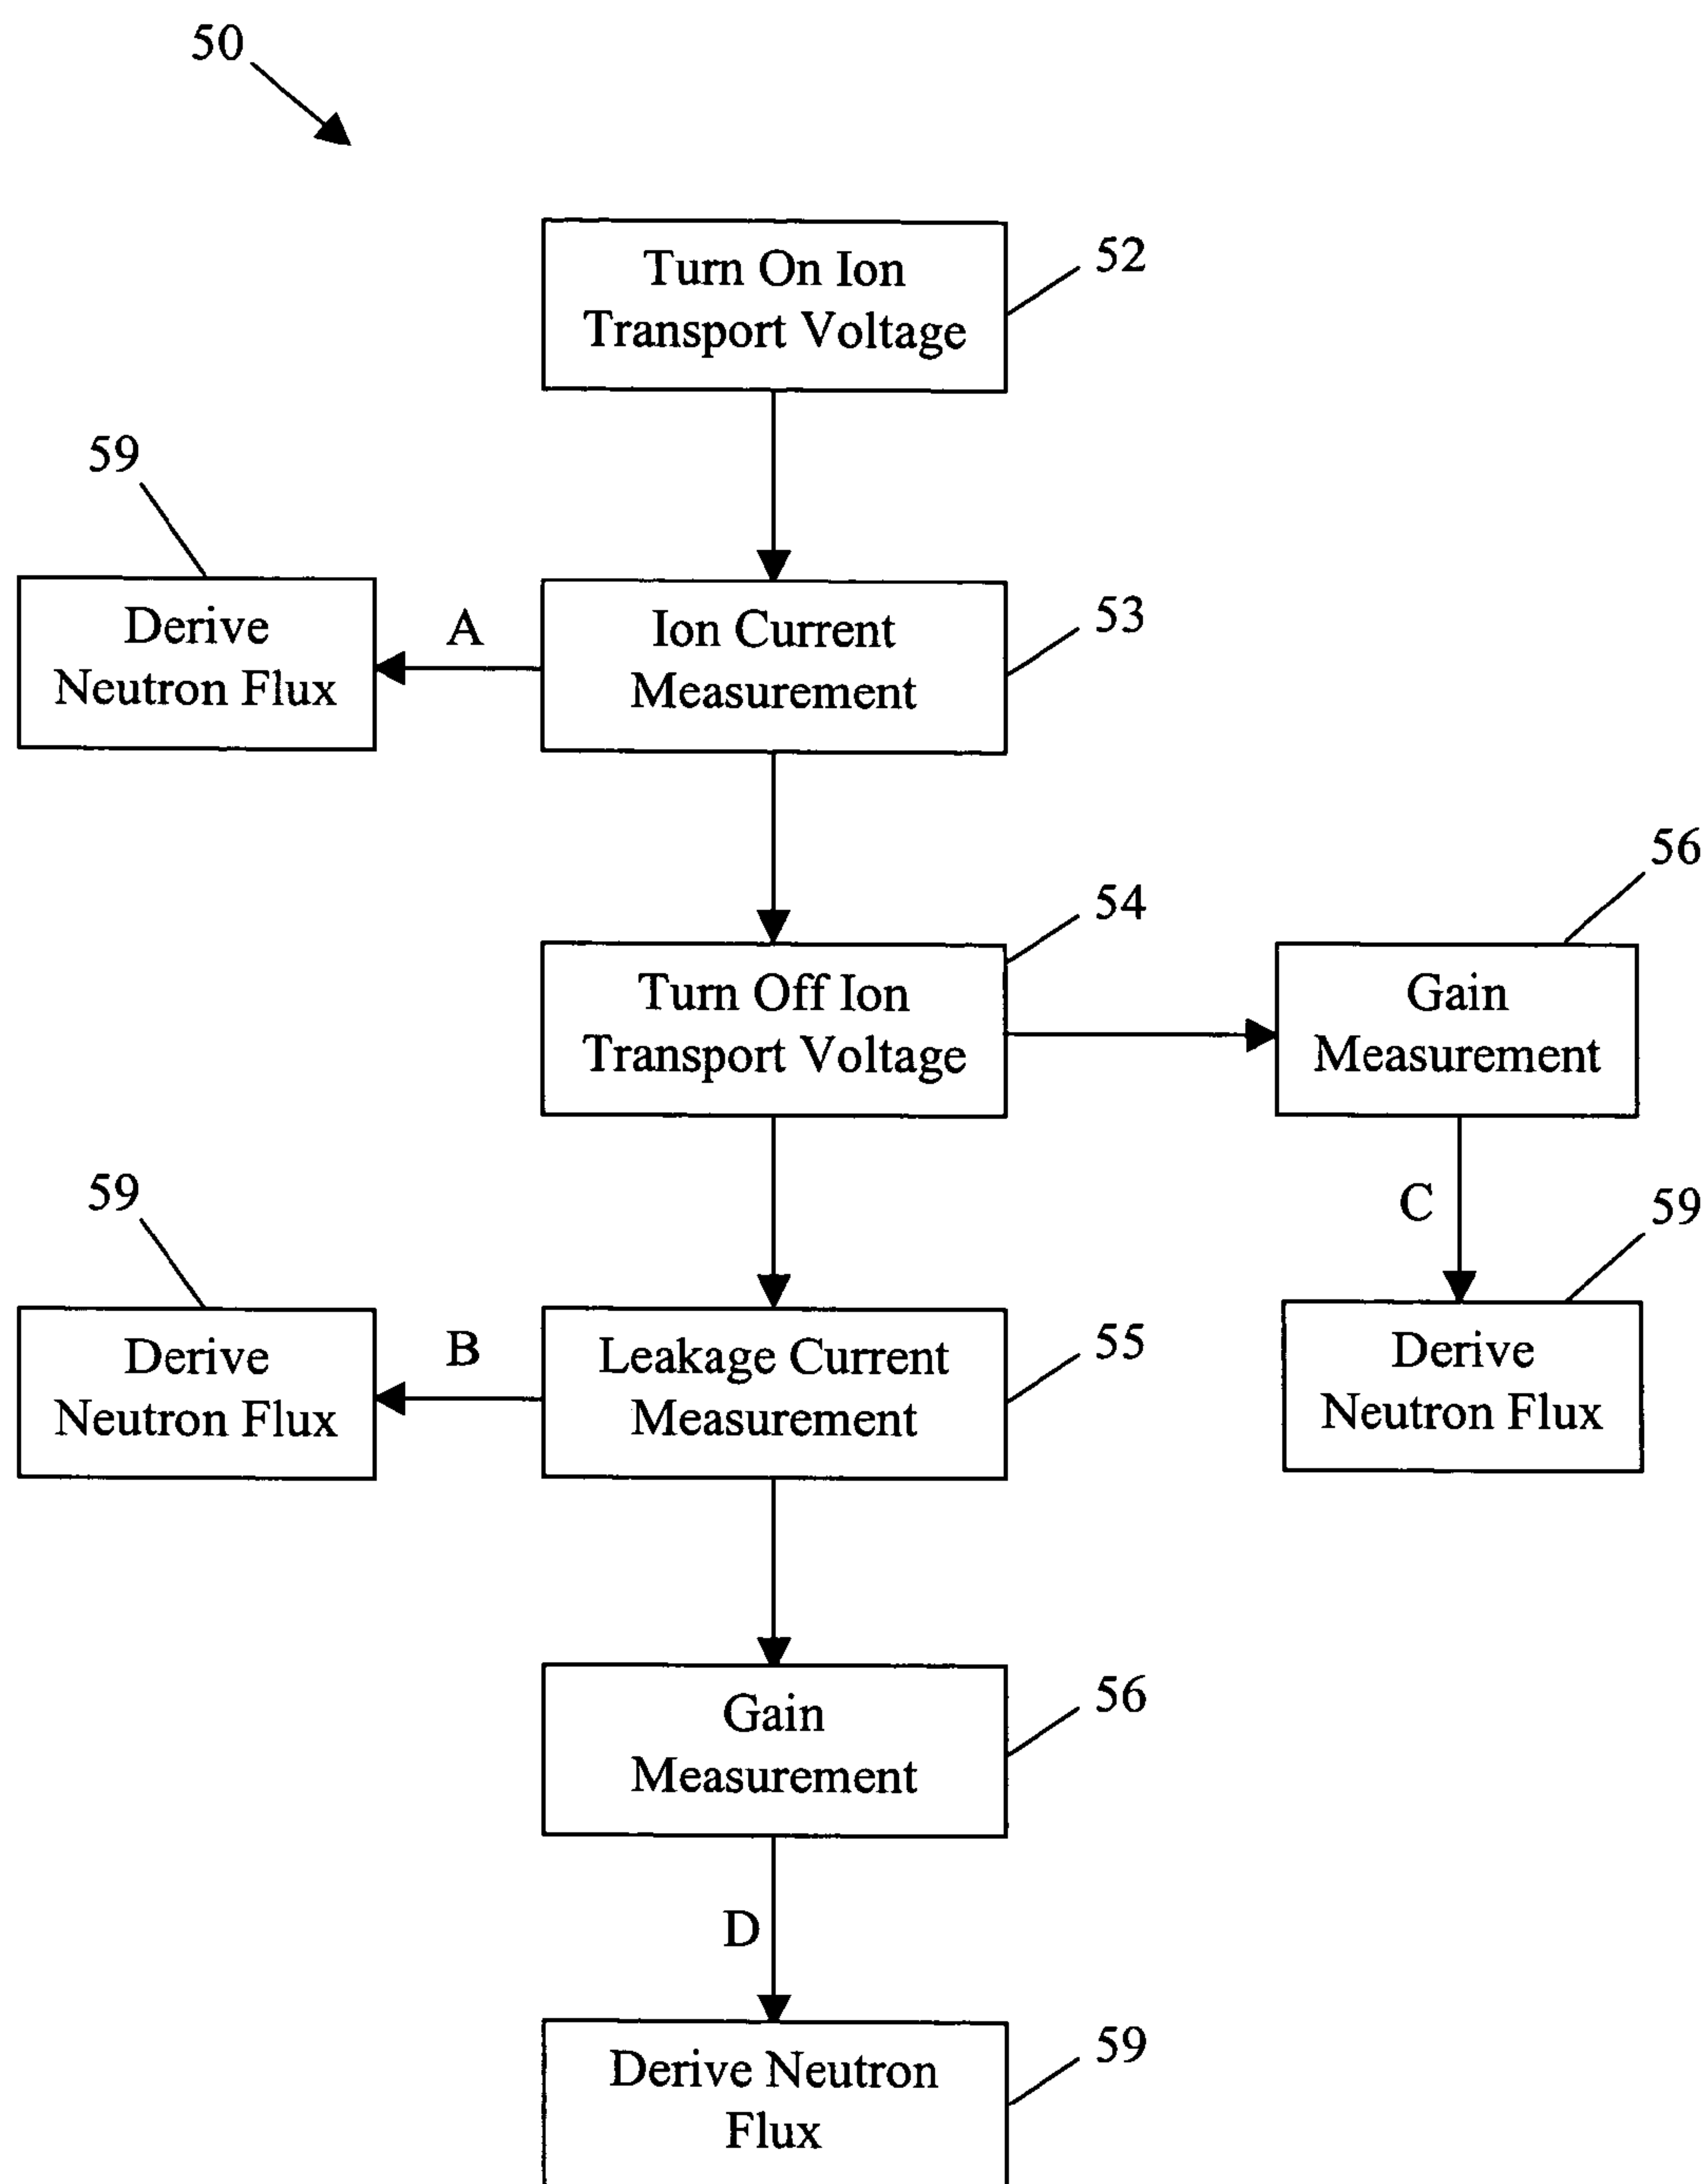 50
Turn On Ion
Transport Voltage
52
59
Derive
Neutron Flux
A
Ion Current
Measurement
53
54
Turn Off Ion
Transport Voltage
56
Gain
Measurement
59
Derive
Neutron Flux
B
Leakage Current
Measurement
55
C
59
Derive
Neutron Flux
Gain
Measurement
56
D
Derive Neutron
Flux
59